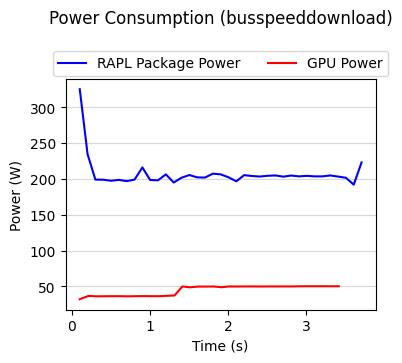 Power Consumption (busspeeddownload)
RAPL Package Power GPU Power
300
250
200
150
100
50
0 1 2 3
Power (W)
Time (s)